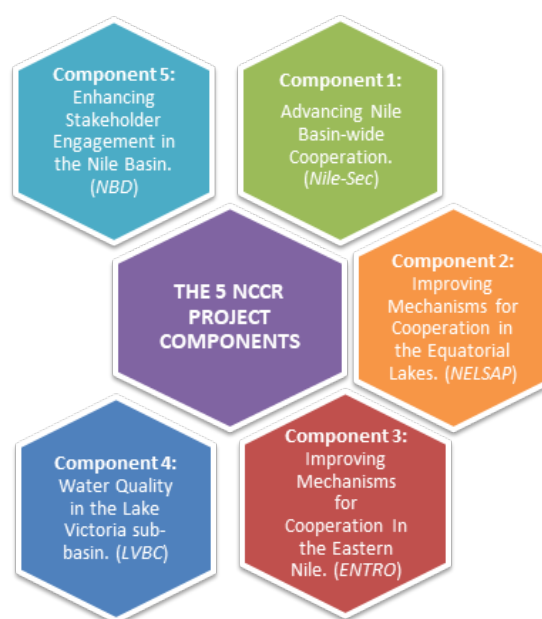 Component 5:
Enhancing
Stakeholder
Engagement in
the Nile Basin.
(NBD)
Component 1:
Advancing Nile
Basin-wide
Cooperation.
(Nile-Sec)
THE 5 NCCR
PROJECT
COMPONENTS
Component 2:
Improving
Mechanisms for
Cooperation in
the Equatorial
Lakes. (NELSAP)
Component 4:
Water Quality
in the Lake
Victoria sub-
basin. (LVBC)
Component 3:
Improving
Mechanisms
for
Cooperation In
the Eastern
Nile. (ENTRO)